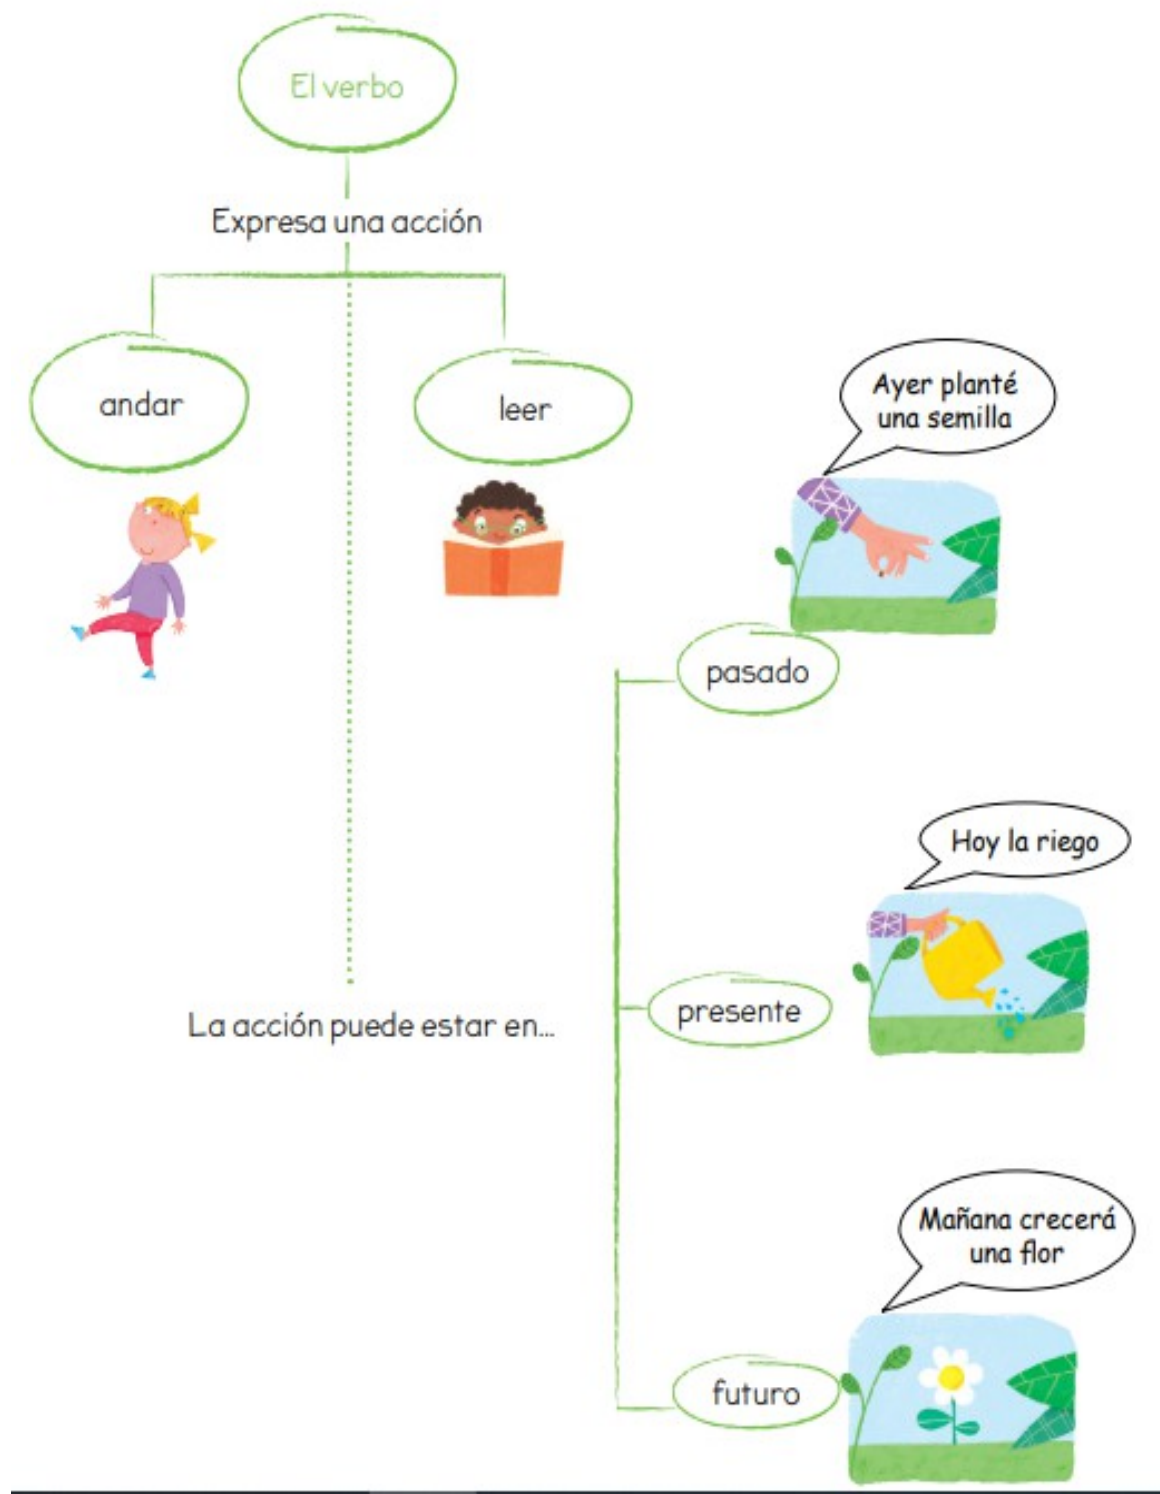 El verbo
Expresa una acción
andar
leer
Ayer planté
una semilla
pasado
Hoy la riego
presente
La acción puede estar en...
Mañana crecerá
una flor
futuro